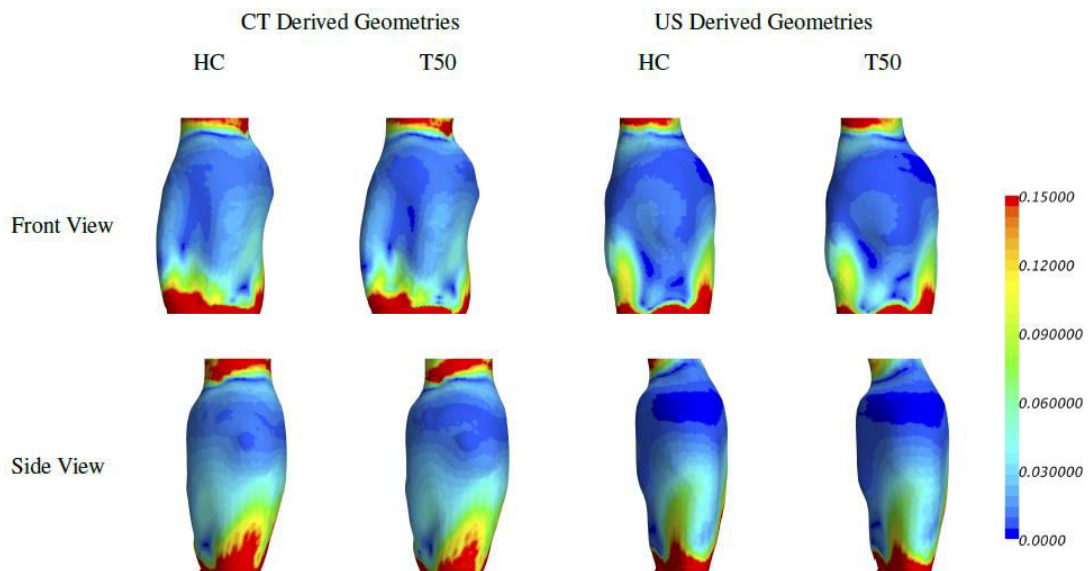 CT Derived Geometries US Derived Geometries
HC T50 HC T50
Front View
0.15000
0.12000
0.090000
0.060000
Side View
0.030000
0.0000